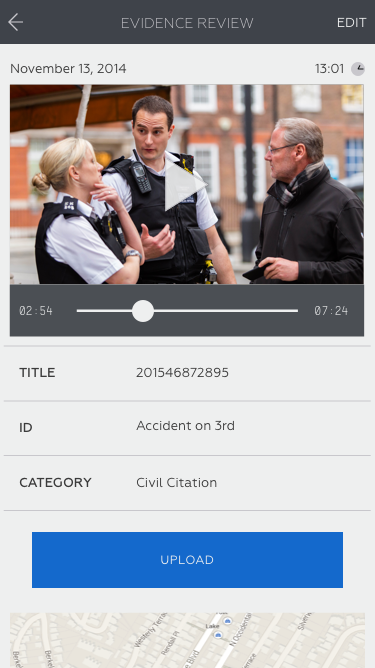 EVIDENCE REVIEW EDIT
November 13, 2014 13:01
02:54 07:24
TITLE 201546872895
ID Accident on 3rd
CATEGORY Civil Citation
UPLOAD
Lake